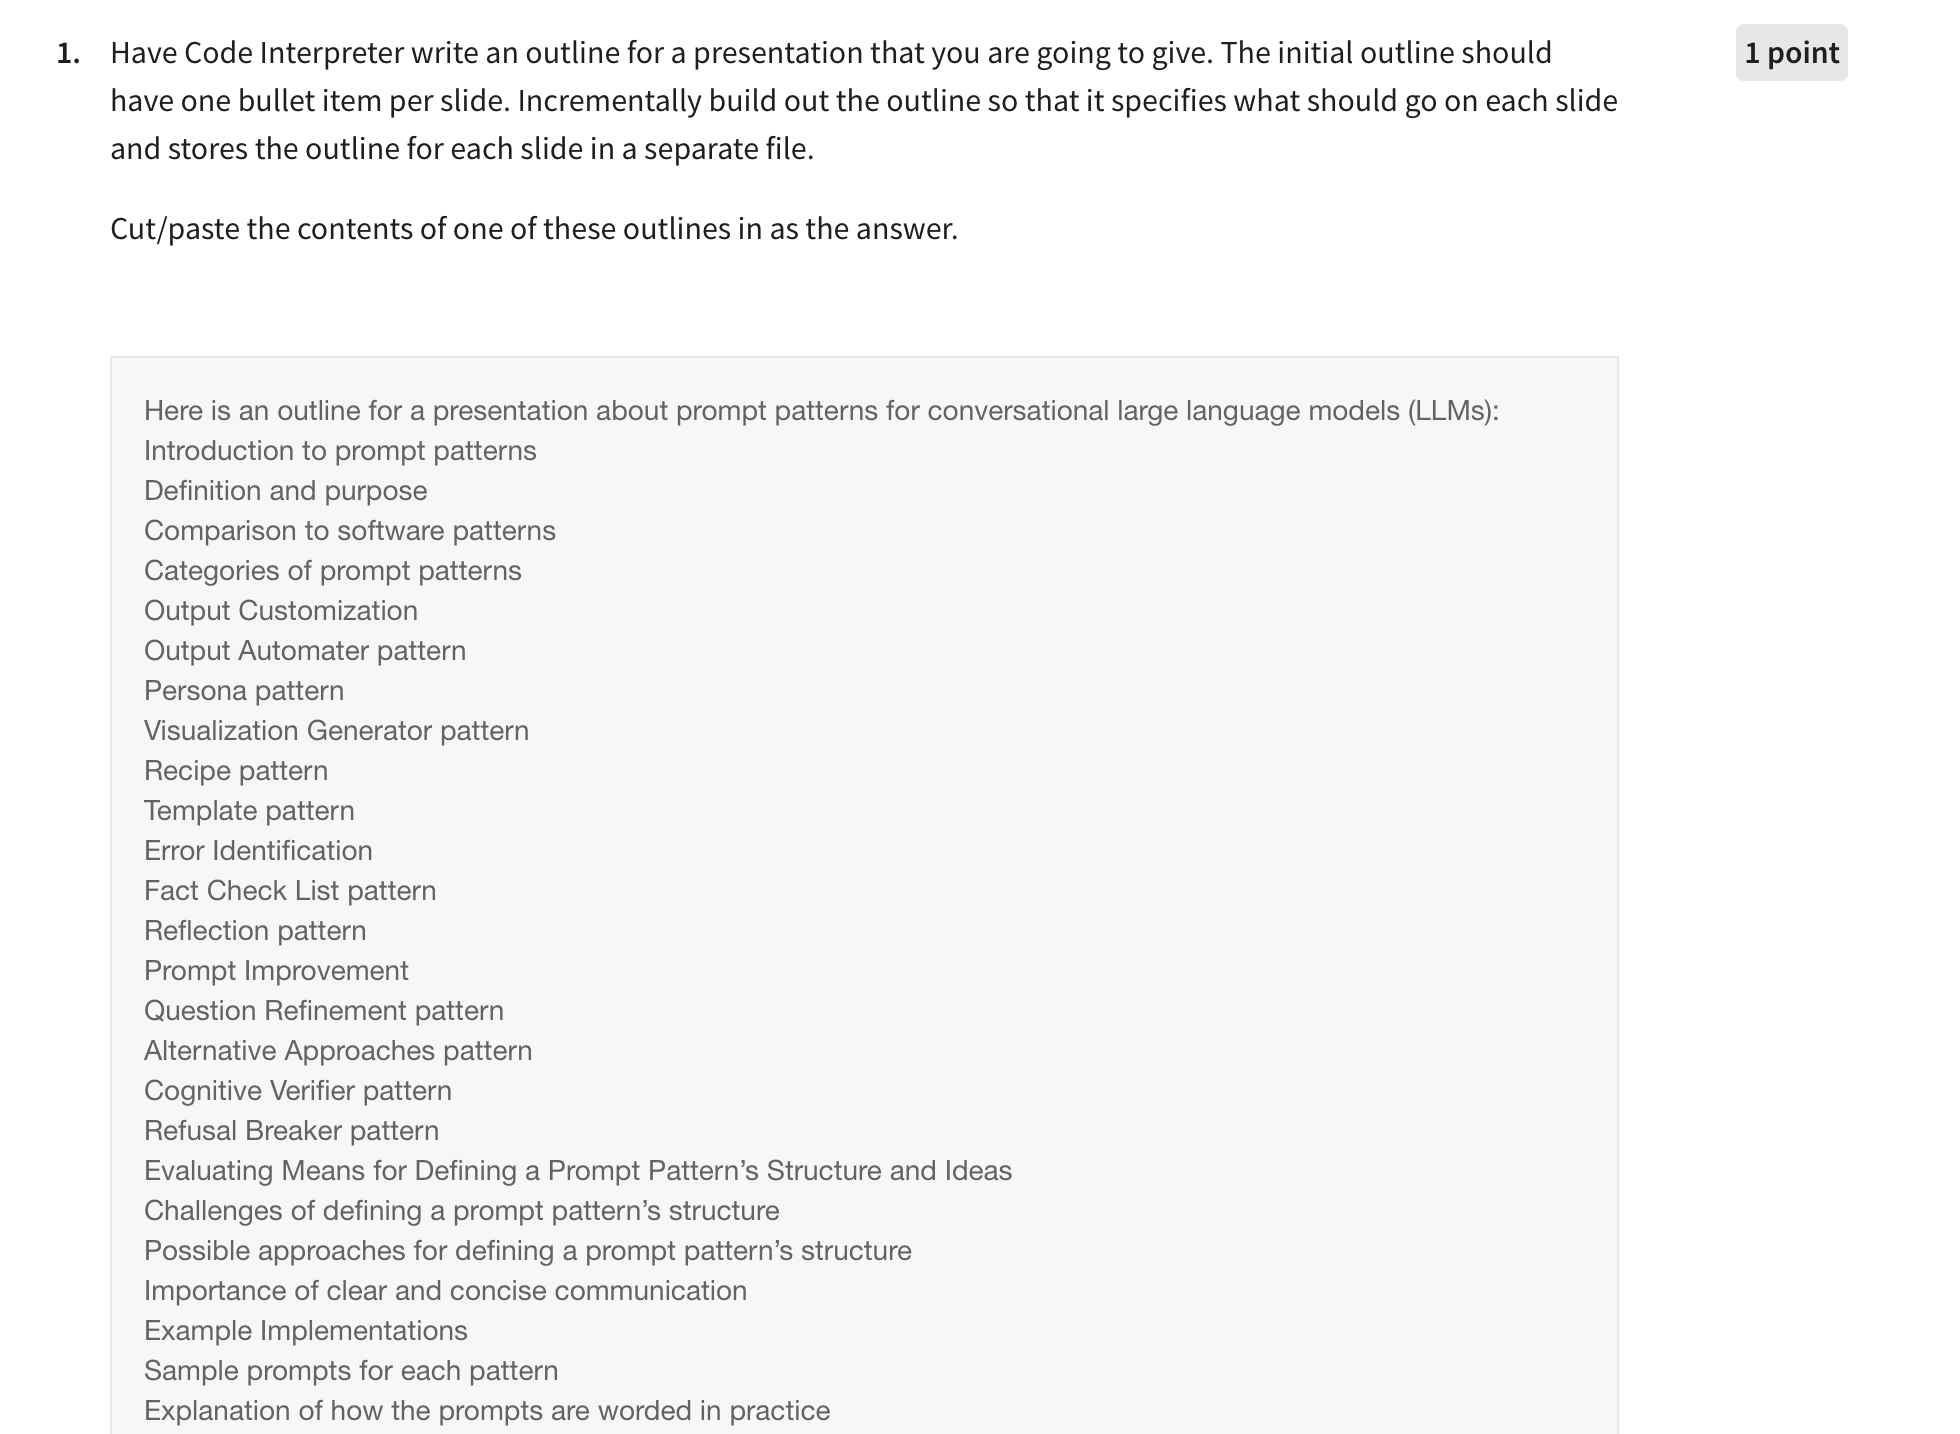 1. Have Code Interpreter write an outline for a presentation that you are going to give. The initial outline should
1 point
have one bullet item per slide. Incrementally build out the outline so that it specifies what should go on each slide
and stores the outline for each slide in a separate file.
Cut/paste the contents of one of these outlines in as the answer.
Here is an outline for a presentation about prompt patterns for conversational large language models (LLMs):
Introduction to prompt patterns
Definition and purpose
Comparison to software patterns
Categories of prompt patterns
Output Customization
Output Automater pattern
Persona pattern
Visualization Generator pattern
Recipe pattern
Template pattern
Error Identification
Fact Check List pattern
Reflection pattern
Prompt Improvement
Question Refinement pattern
Alternative Approaches pattern
Cognitive Verifier pattern
Refusal Breaker pattern
Evaluating Means for Defining a Prompt Pattern’s Structure and Ideas
Challenges of defining a prompt pattern’s structure
Possible approaches for defining a prompt pattern’s structure
Importance of clear and concise communication
Example Implementations
Sample prompts for each pattern
Explanation of how the prompts are worded in practice